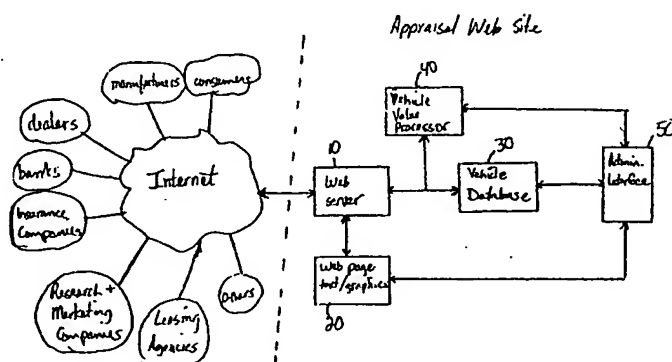 Appraisal Web Site
manufacturers
consumers
dealers
banks
Insurance
Companies
Internet
Research +
Marketing
Companies
Leasing
Agencies
others
10
Web
server
40
Vehicle
Value
Processor
30
Vehicle
Database
50
Admin.
Interface
Web page
text/graphics
20